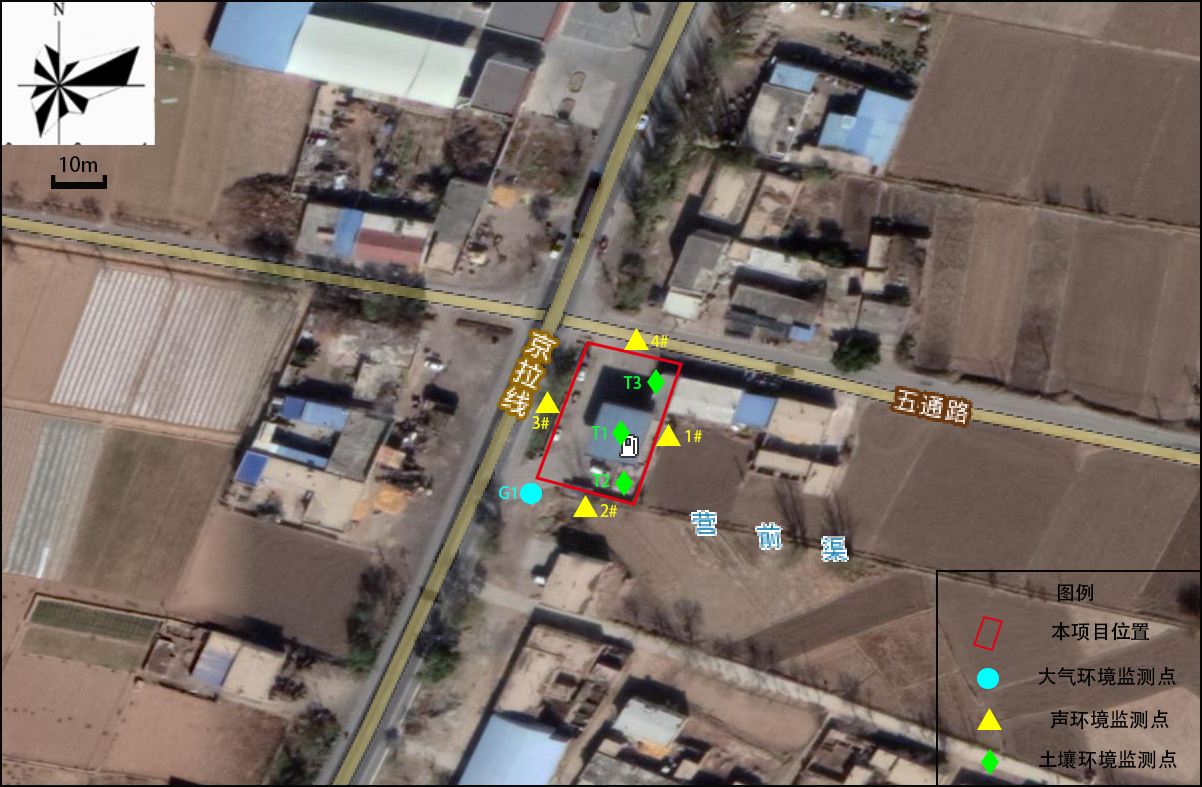 N
10m
4#
京拉线
T3
五通路
3#
T1
1#
T2
G1
2#
营前渠
图例
本项目位置
大气环境监测点
声环境监测点
土壤环境监测点